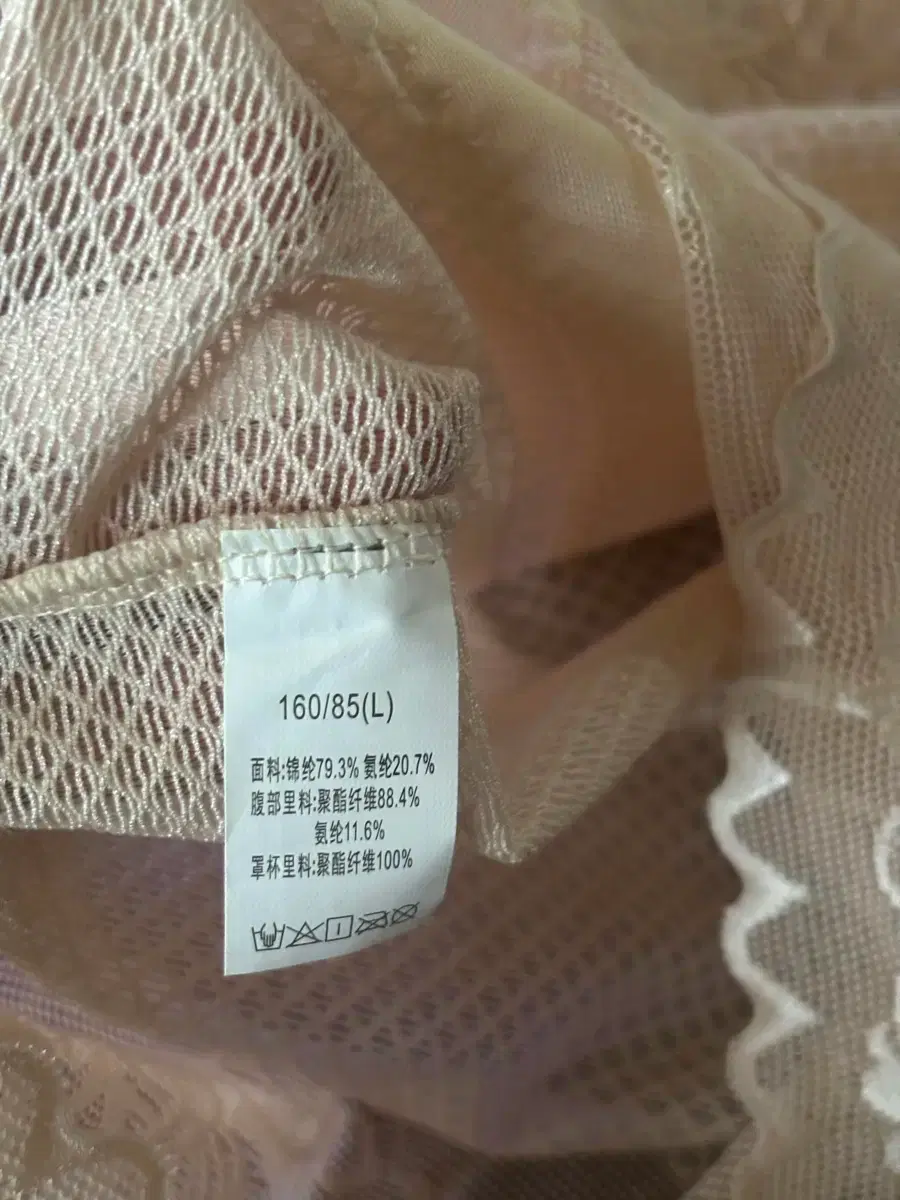 160/85(L)
面料:锦纶79.3% 氨纶20.7%
腹部里料:聚酯纤维88.4%
氨纶11.6%
罩杯里料:聚酯纤维100%